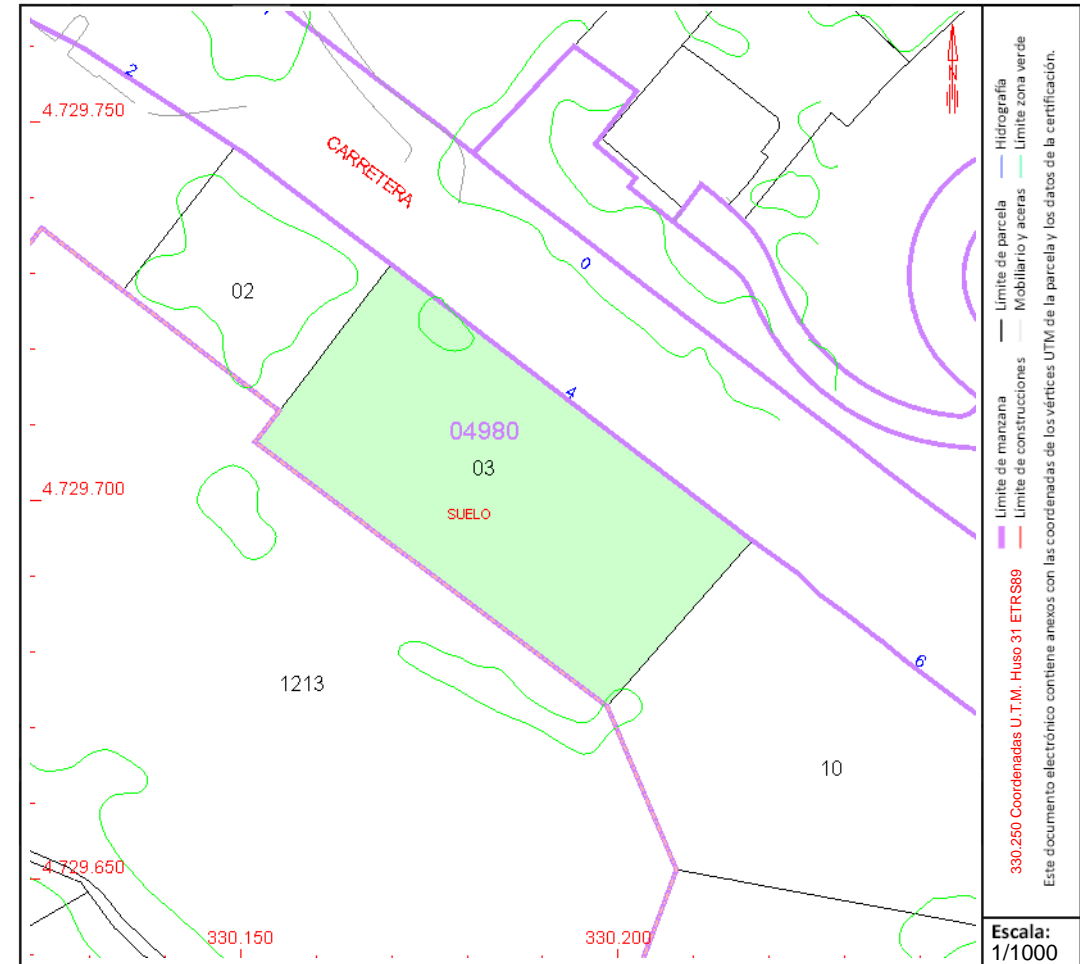 2
4.729.750
CARRETERA
0
02
4
04980
03
4.729.700
SUELO
6
1213
10
4.729.650
330.150
330.200
N
330.250 Coordenadas U.T.M. Huso 31 ETRS89
Límite de manzana
Límite de parcela
Hidrografía
Límite de construcciones
Mobiliario y aceras
Límite zona verde
Este documento electrónico contiene anexos con las coordenadas de los vértices UTM de la parcela y los datos de la certificación.
Escala:
1/1000